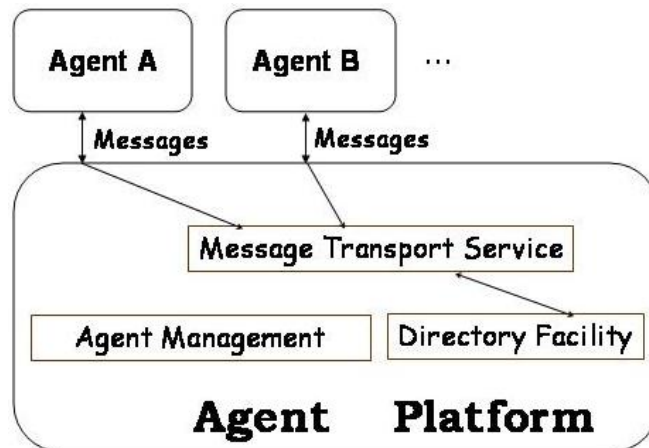 Agent A
Agent B
...
Messages
Messages
Message Transport Service
Agent Management
Directory Facility
Agent Platform